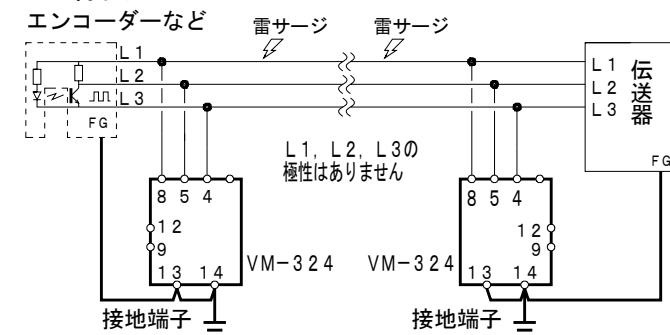 エンコーダーなど
雷サージ 雷サージ
L1
L2
L3
FG
L1 伝送器
L2
L3
FG
L1, L2, L3の
極性はありません
8 5 4
12
9
13 14
VM-324
接地端子
8 5 4
12
9
13 14
VM-324
接地端子